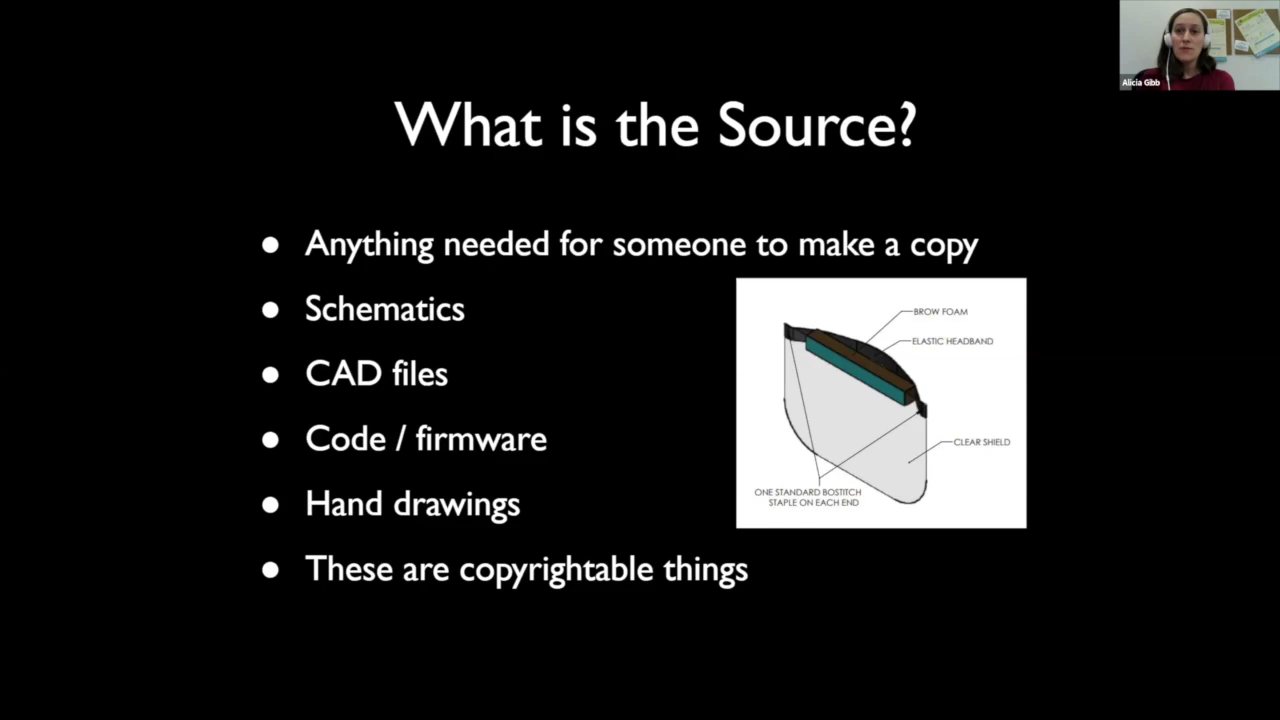 Alicia Gibb
What is the Source?
● Anything needed for someone to make a copy
● Schematics
● CAD files
● Code / firmware
● Hand drawings
● These are copyrightable things
BROW FOAM
ELASTIC HEADBAND
CLEAR SHIELD
ONE STANDARD BOSTITCH
STAPLE ON EACH END